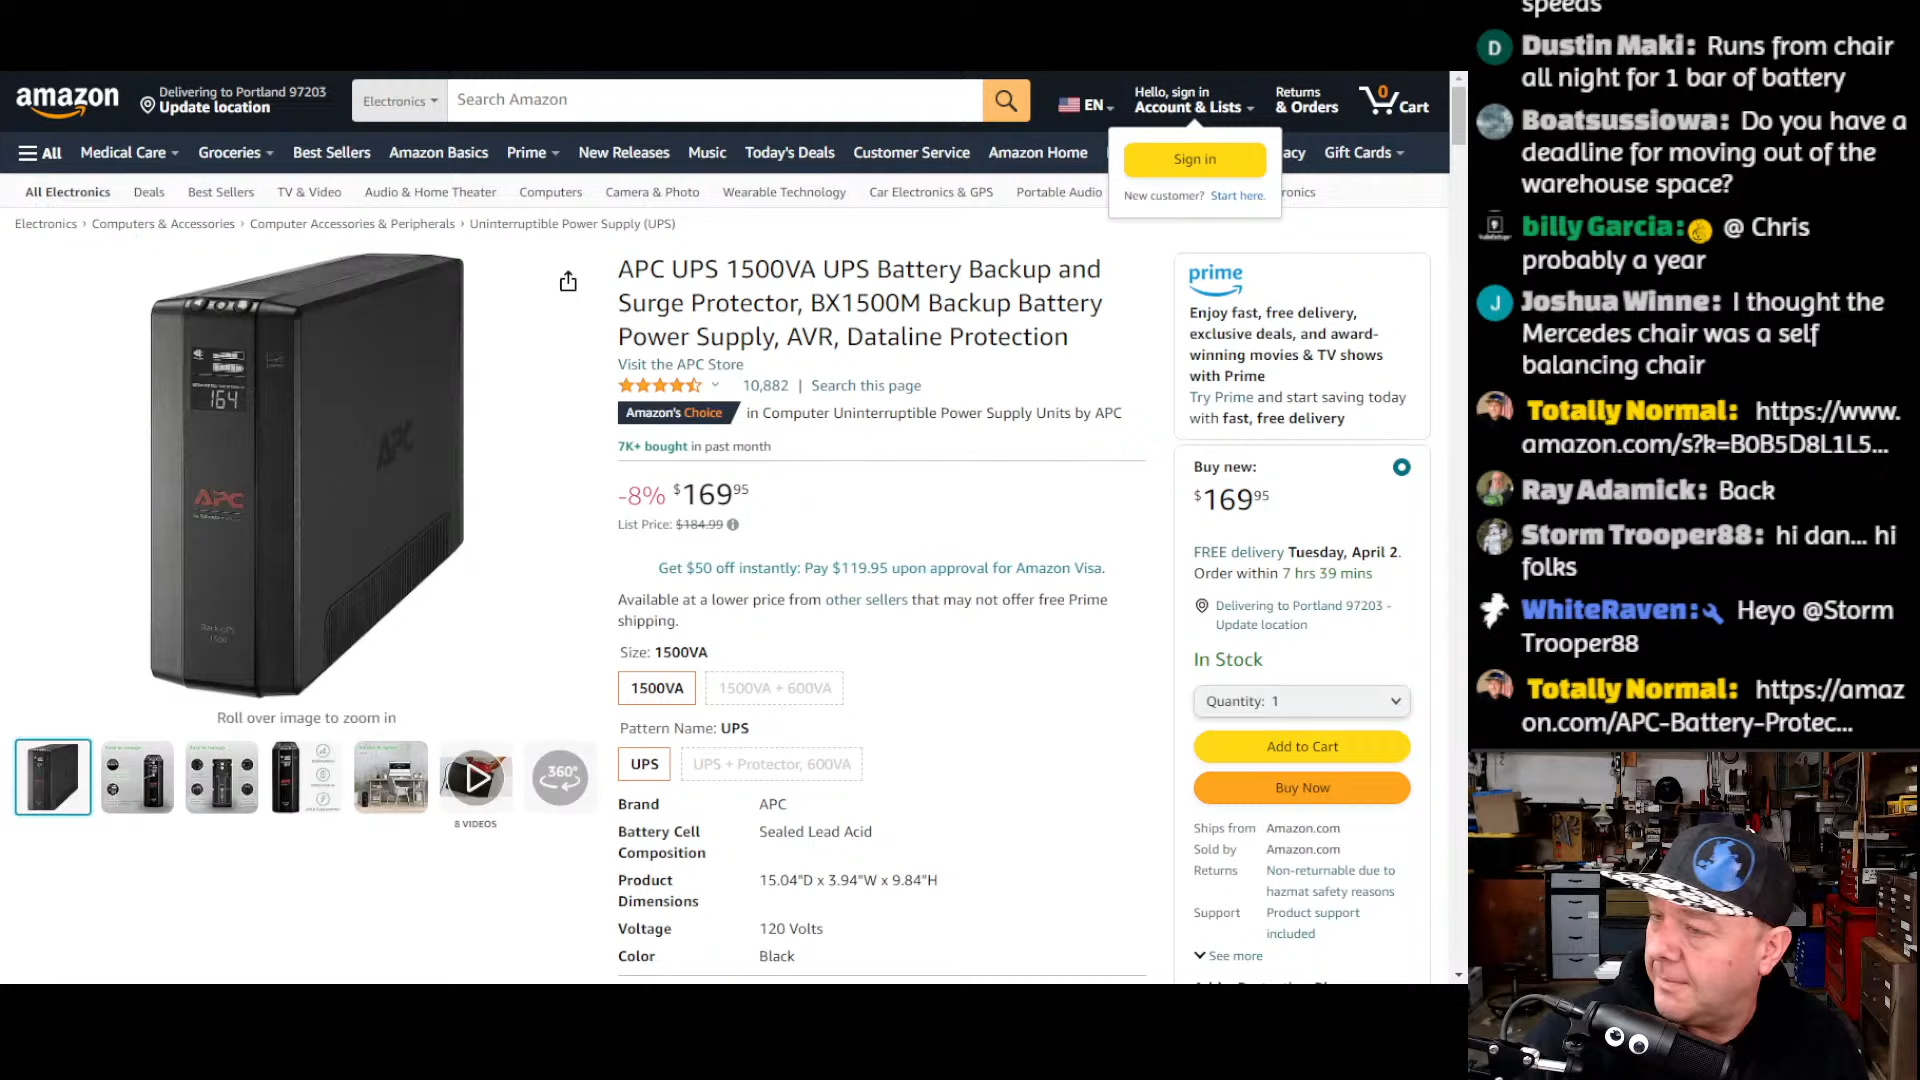 amazon
Delivering to Portland 97203
Update location
Electronics
Search Amazon
EN
Hello, sign in
Account & Lists
Returns
& Orders
0
Cart
All
Medical Care
Groceries
Best Sellers
Amazon Basics
Prime
New Releases
Music
Today's Deals
Customer Service
Amazon Home
acy
Gift Cards
Sign in
New customer? Start here.
All Electronics
Deals
Best Sellers
TV & Video
Audio & Home Theater
Computers
Camera & Photo
Wearable Technology
Car Electronics & GPS
Portable Audio
ronics
Electronics › Computers & Accessories › Computer Accessories & Peripherals › Uninterruptible Power Supply (UPS)
164
APC
APC
Back-UPS
1500
Roll over image to zoom in
360°
8 VIDEOS
APC UPS 1500VA UPS Battery Backup and
Surge Protector, BX1500M Backup Battery
Power Supply, AVR, Dataline Protection
Visit the APC Store
10,882 | Search this page
Amazon's Choice in Computer Uninterruptible Power Supply Units by APC
7K+ bought in past month
-8% $169 95
List Price: $184.99
Get $50 off instantly: Pay $119.95 upon approval for Amazon Visa.
Available at a lower price from other sellers that may not offer free Prime
shipping.
Size: 1500VA
1500VA
1500VA + 600VA
Pattern Name: UPS
UPS
UPS + Protector, 600VA
Brand APC
Battery Cell Sealed Lead Acid
Composition
Product 15.04"D x 3.94"W x 9.84"H
Dimensions
Voltage 120 Volts
Color Black
prime
Enjoy fast, free delivery,
exclusive deals, and award-
winning movies & TV shows
with Prime
Try Prime and start saving today
with fast, free delivery
Buy new:
$169 95
FREE delivery Tuesday, April 2.
Order within 7 hrs 39 mins
Delivering to Portland 97203 -
Update location
In Stock
Quantity: 1
Add to Cart
Buy Now
Ships from Amazon.com
Sold by Amazon.com
Returns Non-returnable due to
hazmat safety reasons
Support Product support
included
See more
speeds
D
Dustin Maki: Runs from chair
all night for 1 bar of battery
Boatsussiowa: Do you have a
deadline for moving out of the
warehouse space?
billy Garcia: @ Chris
probably a year
J
Joshua Winne: I thought the
Mercedes chair was a self
balancing chair
Totally Normal: https://www.
amazon.com/s?k=B0B5D8L1L5...
Ray Adamick: Back
Storm Trooper88: hi dan... hi
folks
WhiteRaven: Heyo @Storm
Trooper88
Totally Normal: https://amaz
on.com/APC-Battery-Protec...